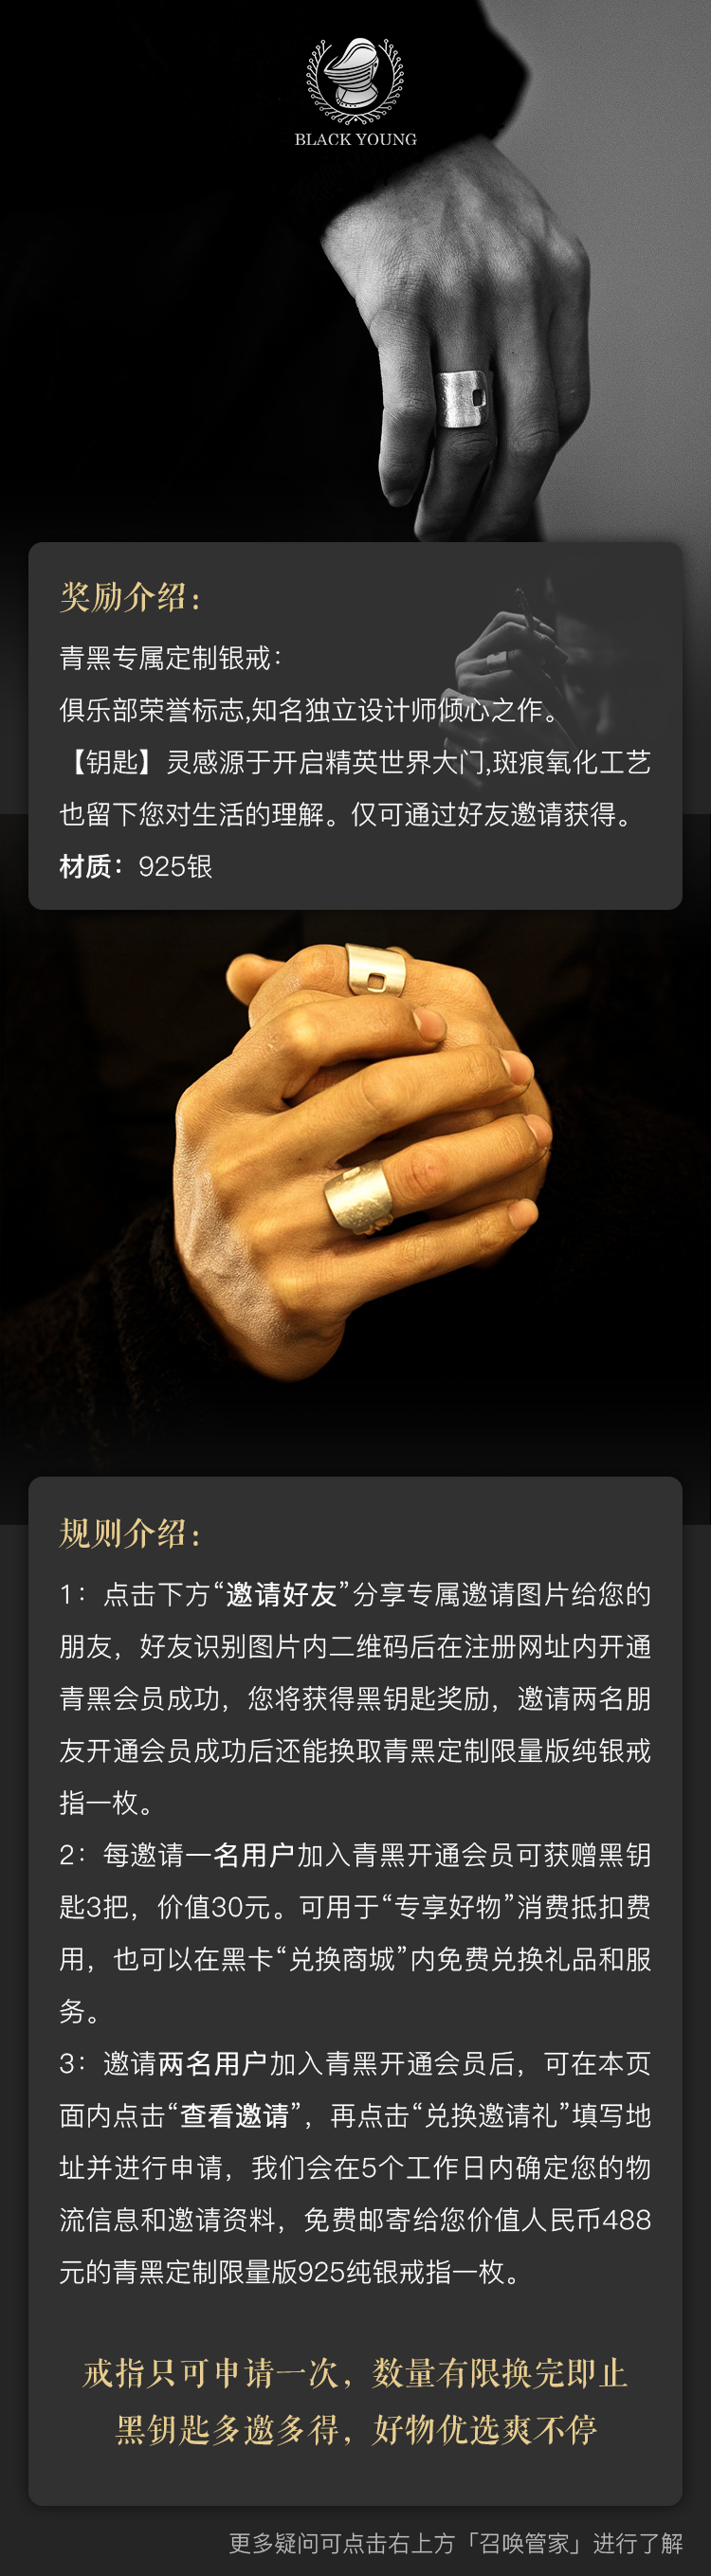 BLACK YOUNG
奖励介绍：
青黑专属定制银戒：
俱乐部荣誉标志,知名独立设计师倾心之作。
【钥匙】灵感源于开启精英世界大门,斑痕氧化工艺
也留下您对生活的理解。仅可通过好友邀请获得。
材质：925银
规则介绍：
1：点击下方“邀请好友”分享专属邀请图片给您的
朋友，好友识别图片内二维码后在注册网址内开通
青黑会员成功，您将获得黑钥匙奖励，邀请两名朋
友开通会员成功后还能换取青黑定制限量版纯银戒
指一枚。
2：每邀请一名用户加入青黑开通会员可获赠黑钥
匙3把，价值30元。可用于“专享好物”消费抵扣费
用，也可以在黑卡“兑换商城”内免费兑换礼品和服
务。
3：邀请两名用户加入青黑开通会员后，可在本页
面内点击“查看邀请”，再点击“兑换邀请礼”填写地
址并进行申请，我们会在5个工作日内确定您的物
流信息和邀请资料，免费邮寄给您价值人民币488
元的青黑定制限量版925纯银戒指一枚。
戒指只可申请一次，数量有限换完即止
黑钥匙多邀多得，好物优选爽不停
更多疑问可点击右上方「召唤管家」进行了解